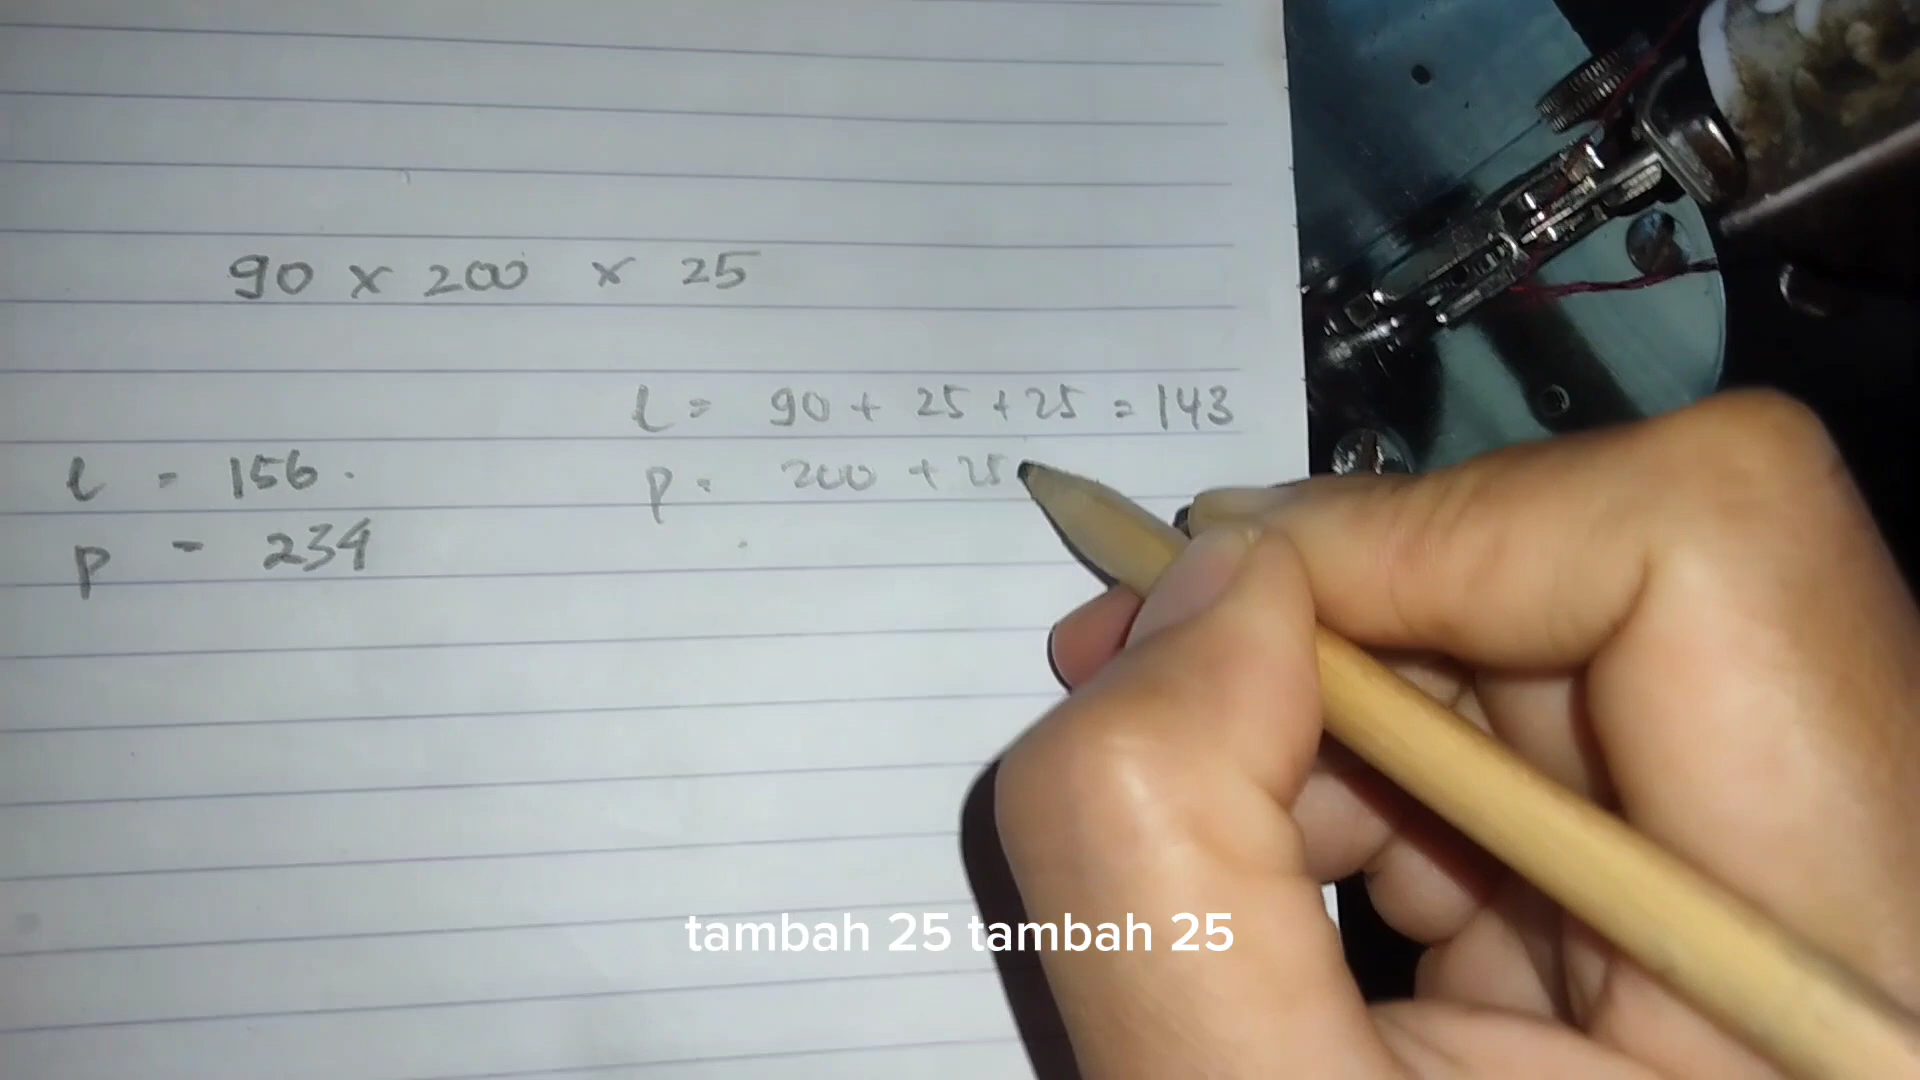 90 x 200 x 25
l = 90 + 25 + 25 = 143
p = 200 + 25
l = 156.
p = 234
tambah 25 tambah 25